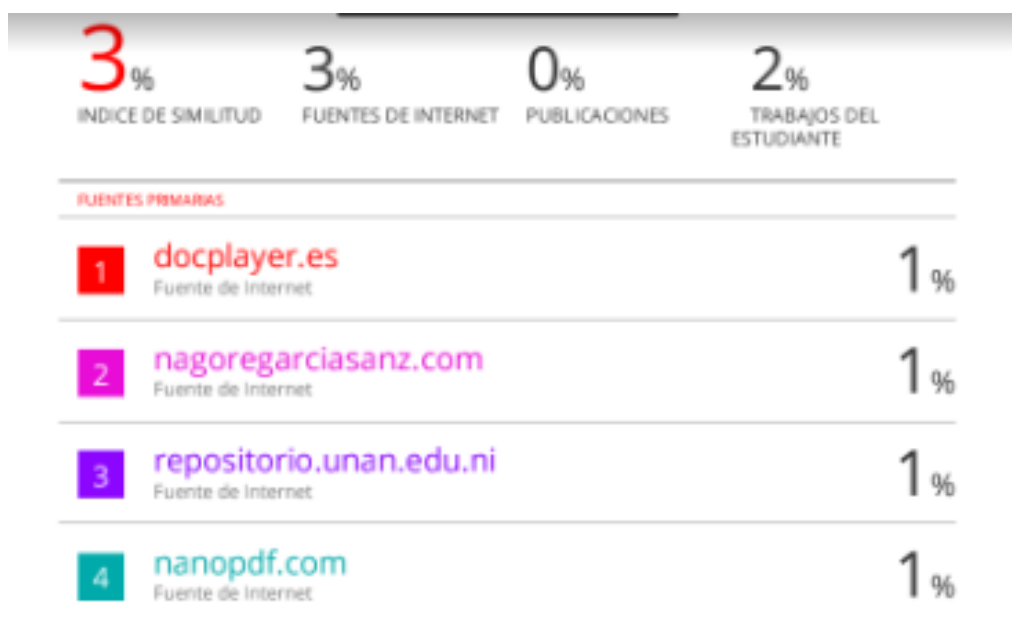 3% 3% 0% 2%
INDICE DE SIMILITUD FUENTES DE INTERNET PUBLICACIONES TRABAJOS DEL
ESTUDIANTE
FUENTES PRIMARIAS
1 docplayer.es 1%
Fuente de Internet
2 nagoregarciasanz.com 1%
Fuente de Internet
3 repositorio.unan.edu.ni 1%
Fuente de Internet
4 nanopdf.com 1%
Fuente de Internet